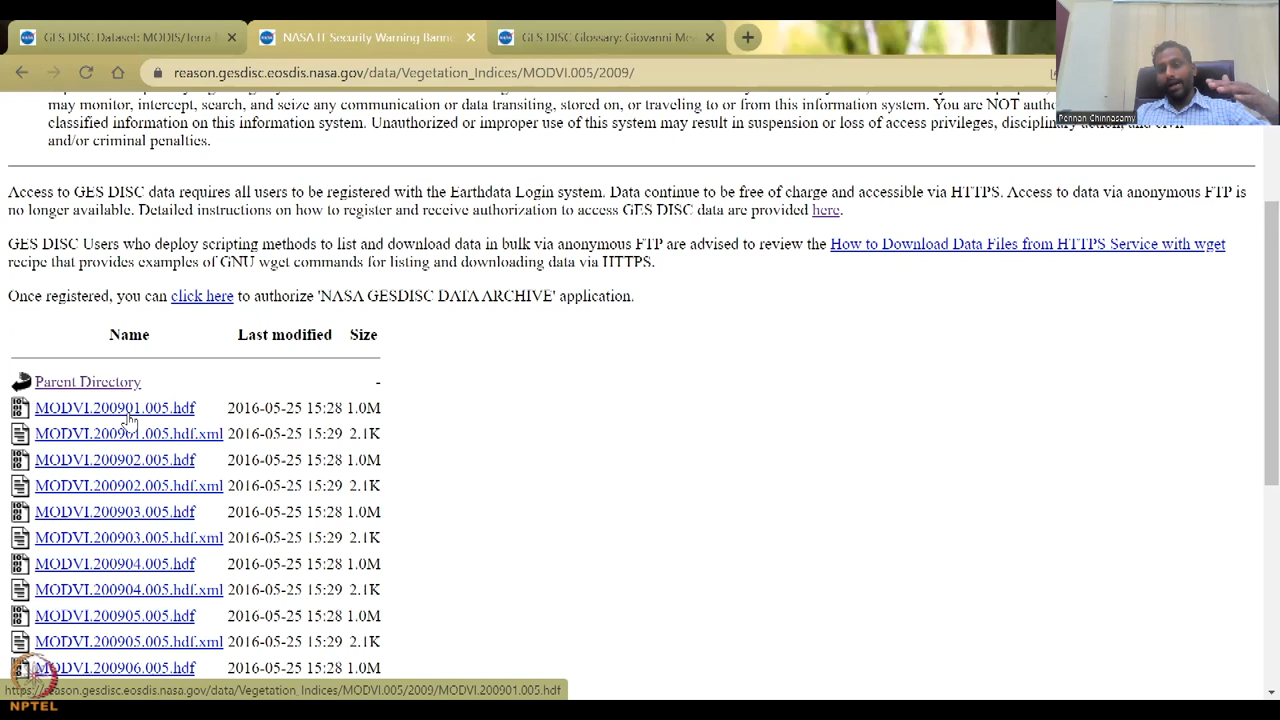 GES DISC Dataset: MODIS/Terra
NASA IT Security Warning Bann
GES DISC Glossary: Giovanni Me
reason.gesdisc.eosdis.nasa.gov/data/Vegetation_Indices/MODVI.005/2009/
may monitor, intercept, search, and seize any communication or data transiting, stored on, or traveling to or from this information system. You are NOT
classified information on this information system. Unauthorized or improper use of this system may result in suspension or loss of access privileges, disciplinary action, and civil
and/or criminal penalties.
Pennan Chinnasamy
Access to GES DISC data requires all users to be registered with the Earthdata Login system. Data continue to be free of charge and accessible via HTTPS. Access to data via anonymous FTP is
no longer available. Detailed instructions on how to register and receive authorization to access GES DISC data are provided here.
GES DISC Users who deploy scripting methods to list and download data in bulk via anonymous FTP are advised to review the How to Download Data Files from HTTPS Service with wget
recipe that provides examples of GNU wget commands for listing and downloading data via HTTPS.
Once registered, you can click here to authorize 'NASA GESDISC DATA ARCHIVE' application.
Name Last modified Size
Parent Directory -
MODVI.200901.005.hdf 2016-05-25 15:28 1.0M
MODVI.200901.005.hdf.xml 2016-05-25 15:29 2.1K
MODVI.200902.005.hdf 2016-05-25 15:28 1.0M
MODVI.200902.005.hdf.xml 2016-05-25 15:29 2.1K
MODVI.200903.005.hdf 2016-05-25 15:28 1.0M
MODVI.200903.005.hdf.xml 2016-05-25 15:29 2.1K
MODVI.200904.005.hdf 2016-05-25 15:28 1.0M
MODVI.200904.005.hdf.xml 2016-05-25 15:29 2.1K
MODVI.200905.005.hdf 2016-05-25 15:28 1.0M
MODVI.200905.005.hdf.xml 2016-05-25 15:29 2.1K
MODVI.200906.005.hdf 2016-05-25 15:28 1.0M
https://reason.gesdisc.eosdis.nasa.gov/data/Vegetation_Indices/MODVI.005/2009/MODVI.200901.005.hdf
NPTEL